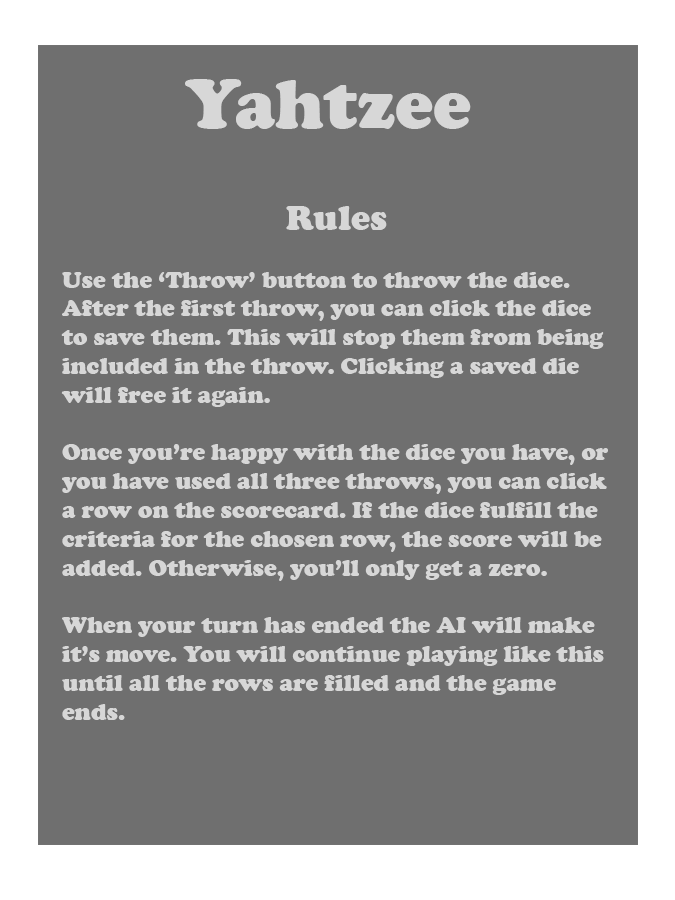 Yahtzee
Rules
Use the ‘Throw’ button to throw the dice.
After the first throw, you can click the dice
to save them. This will stop them from being
included in the throw. Clicking a saved die
will free it again.
Once you’re happy with the dice you have, or
you have used all three throws, you can click
a row on the scorecard. If the dice fulfill the
criteria for the chosen row, the score will be
added. Otherwise, you’ll only get a zero.
When your turn has ended the AI will make
it’s move. You will continue playing like this
until all the rows are filled and the game
ends.